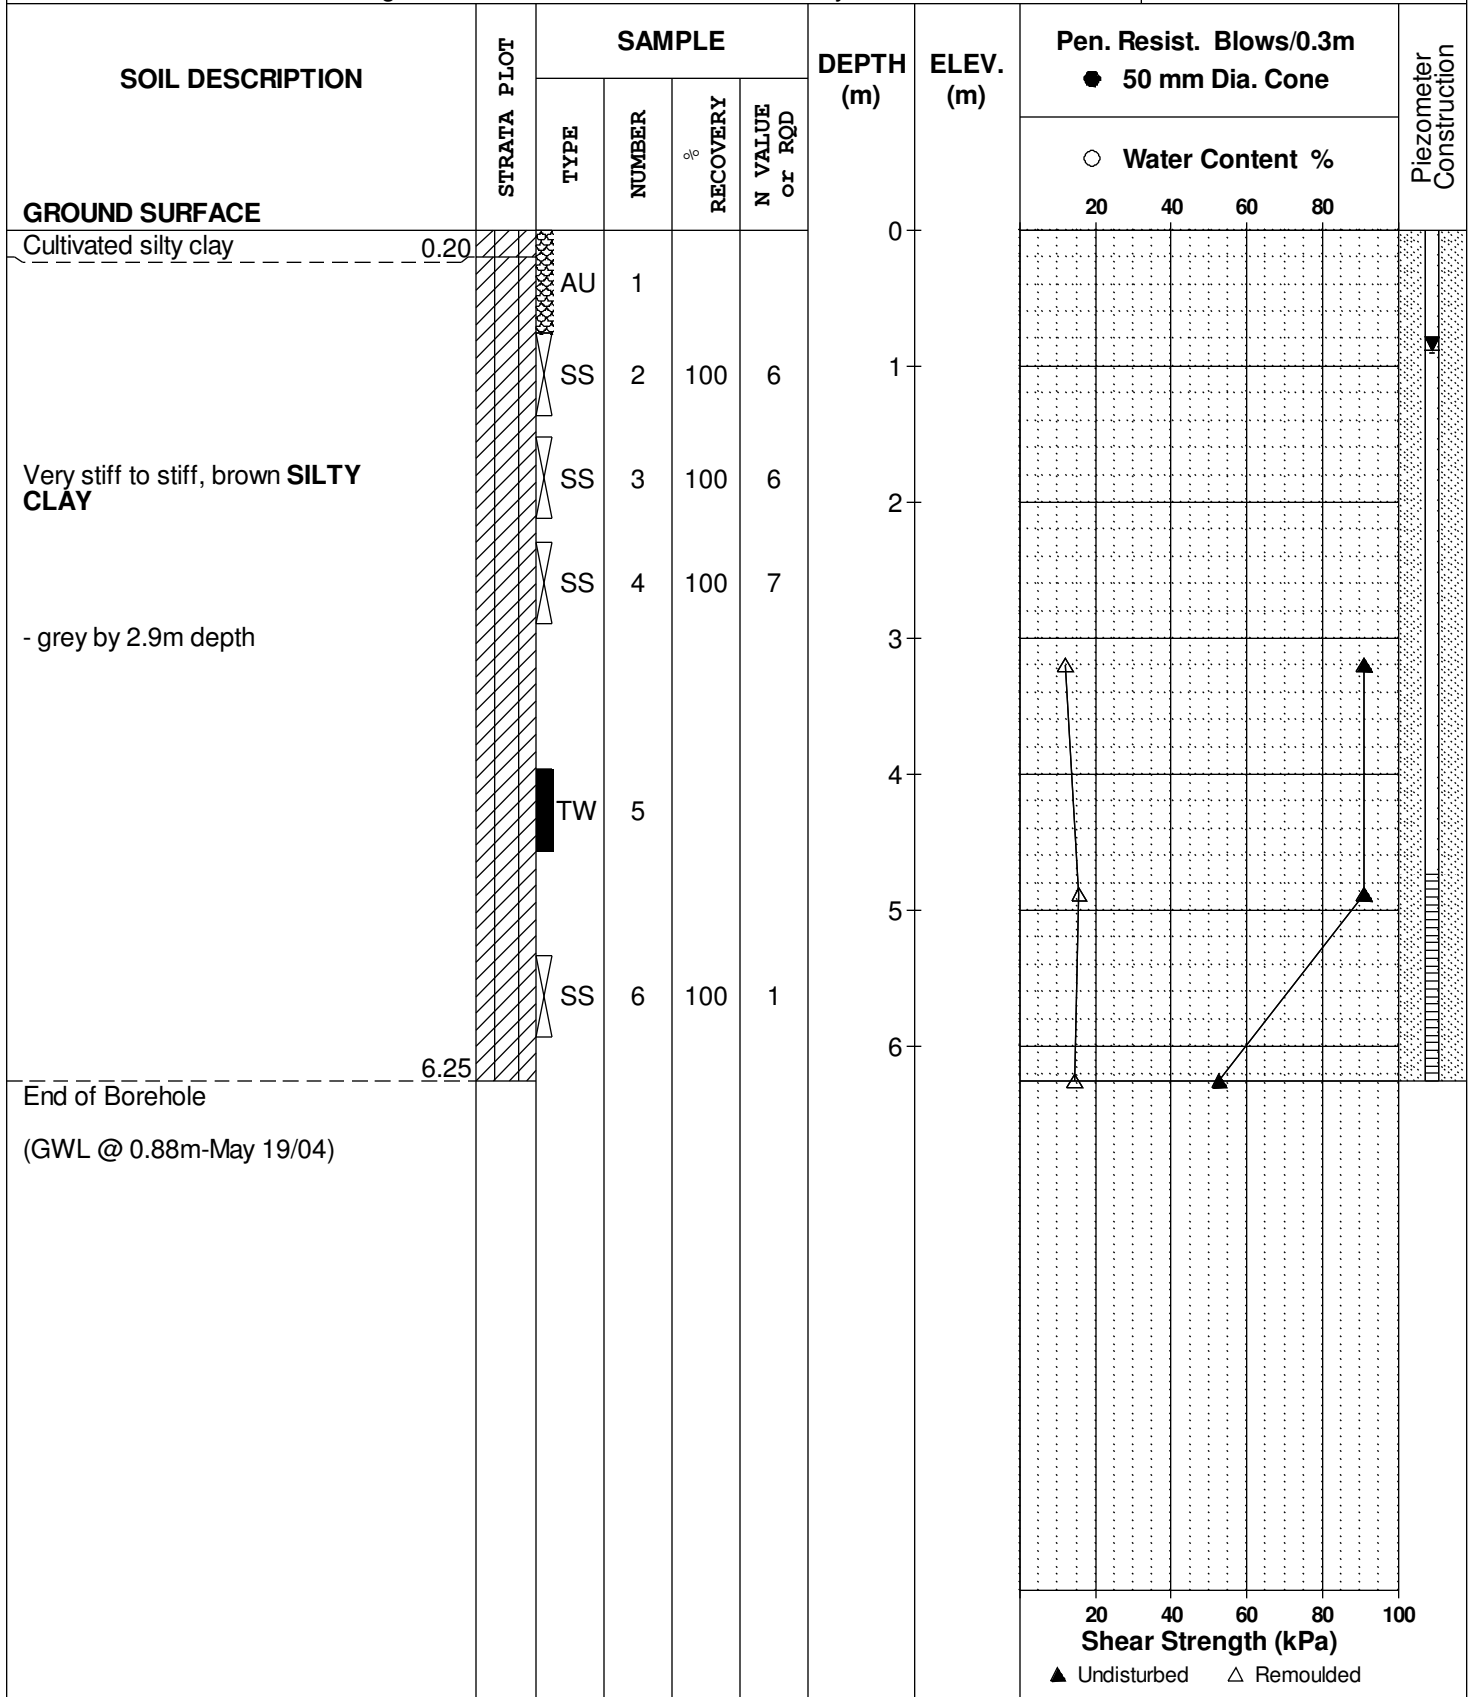 SOIL DESCRIPTION
GROUND SURFACE
STRATA PLOT
SAMPLE
TYPE
NUMBER
%
RECOVERY
N VALUE
or RQD
DEPTH
(m)
ELEV.
(m)
Pen. Resist. Blows/0.3m
● 50 mm Dia. Cone
○ Water Content %
20 40 60 80
Piezometer
Construction
Cultivated silty clay 0.20
0
AU 1
1
SS 2 100 6
Very stiff to stiff, brown SILTY
CLAY
SS 3 100 6
2
SS 4 100 7
- grey by 2.9m depth
3
4
TW 5
5
SS 6 100 1
6
6.25
End of Borehole
(GWL @ 0.88m-May 19/04)
20 40 60 80 100
Shear Strength (kPa)
▲ Undisturbed △ Remoulded